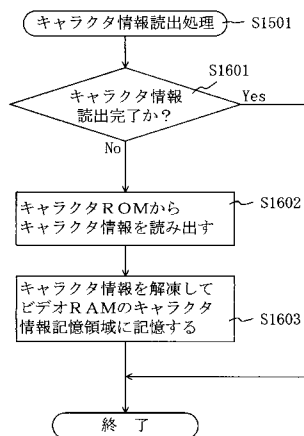 キャラクタ情報読出処理
S1501
S1601
キャラクタ情報
読出完了か？
Yes
No
キャラクタROMから
キャラクタ情報を読み出す
S1602
キャラクタ情報を解凍して
ビデオRAMのキャラクタ
情報記憶領域に記憶する
S1603
終　了